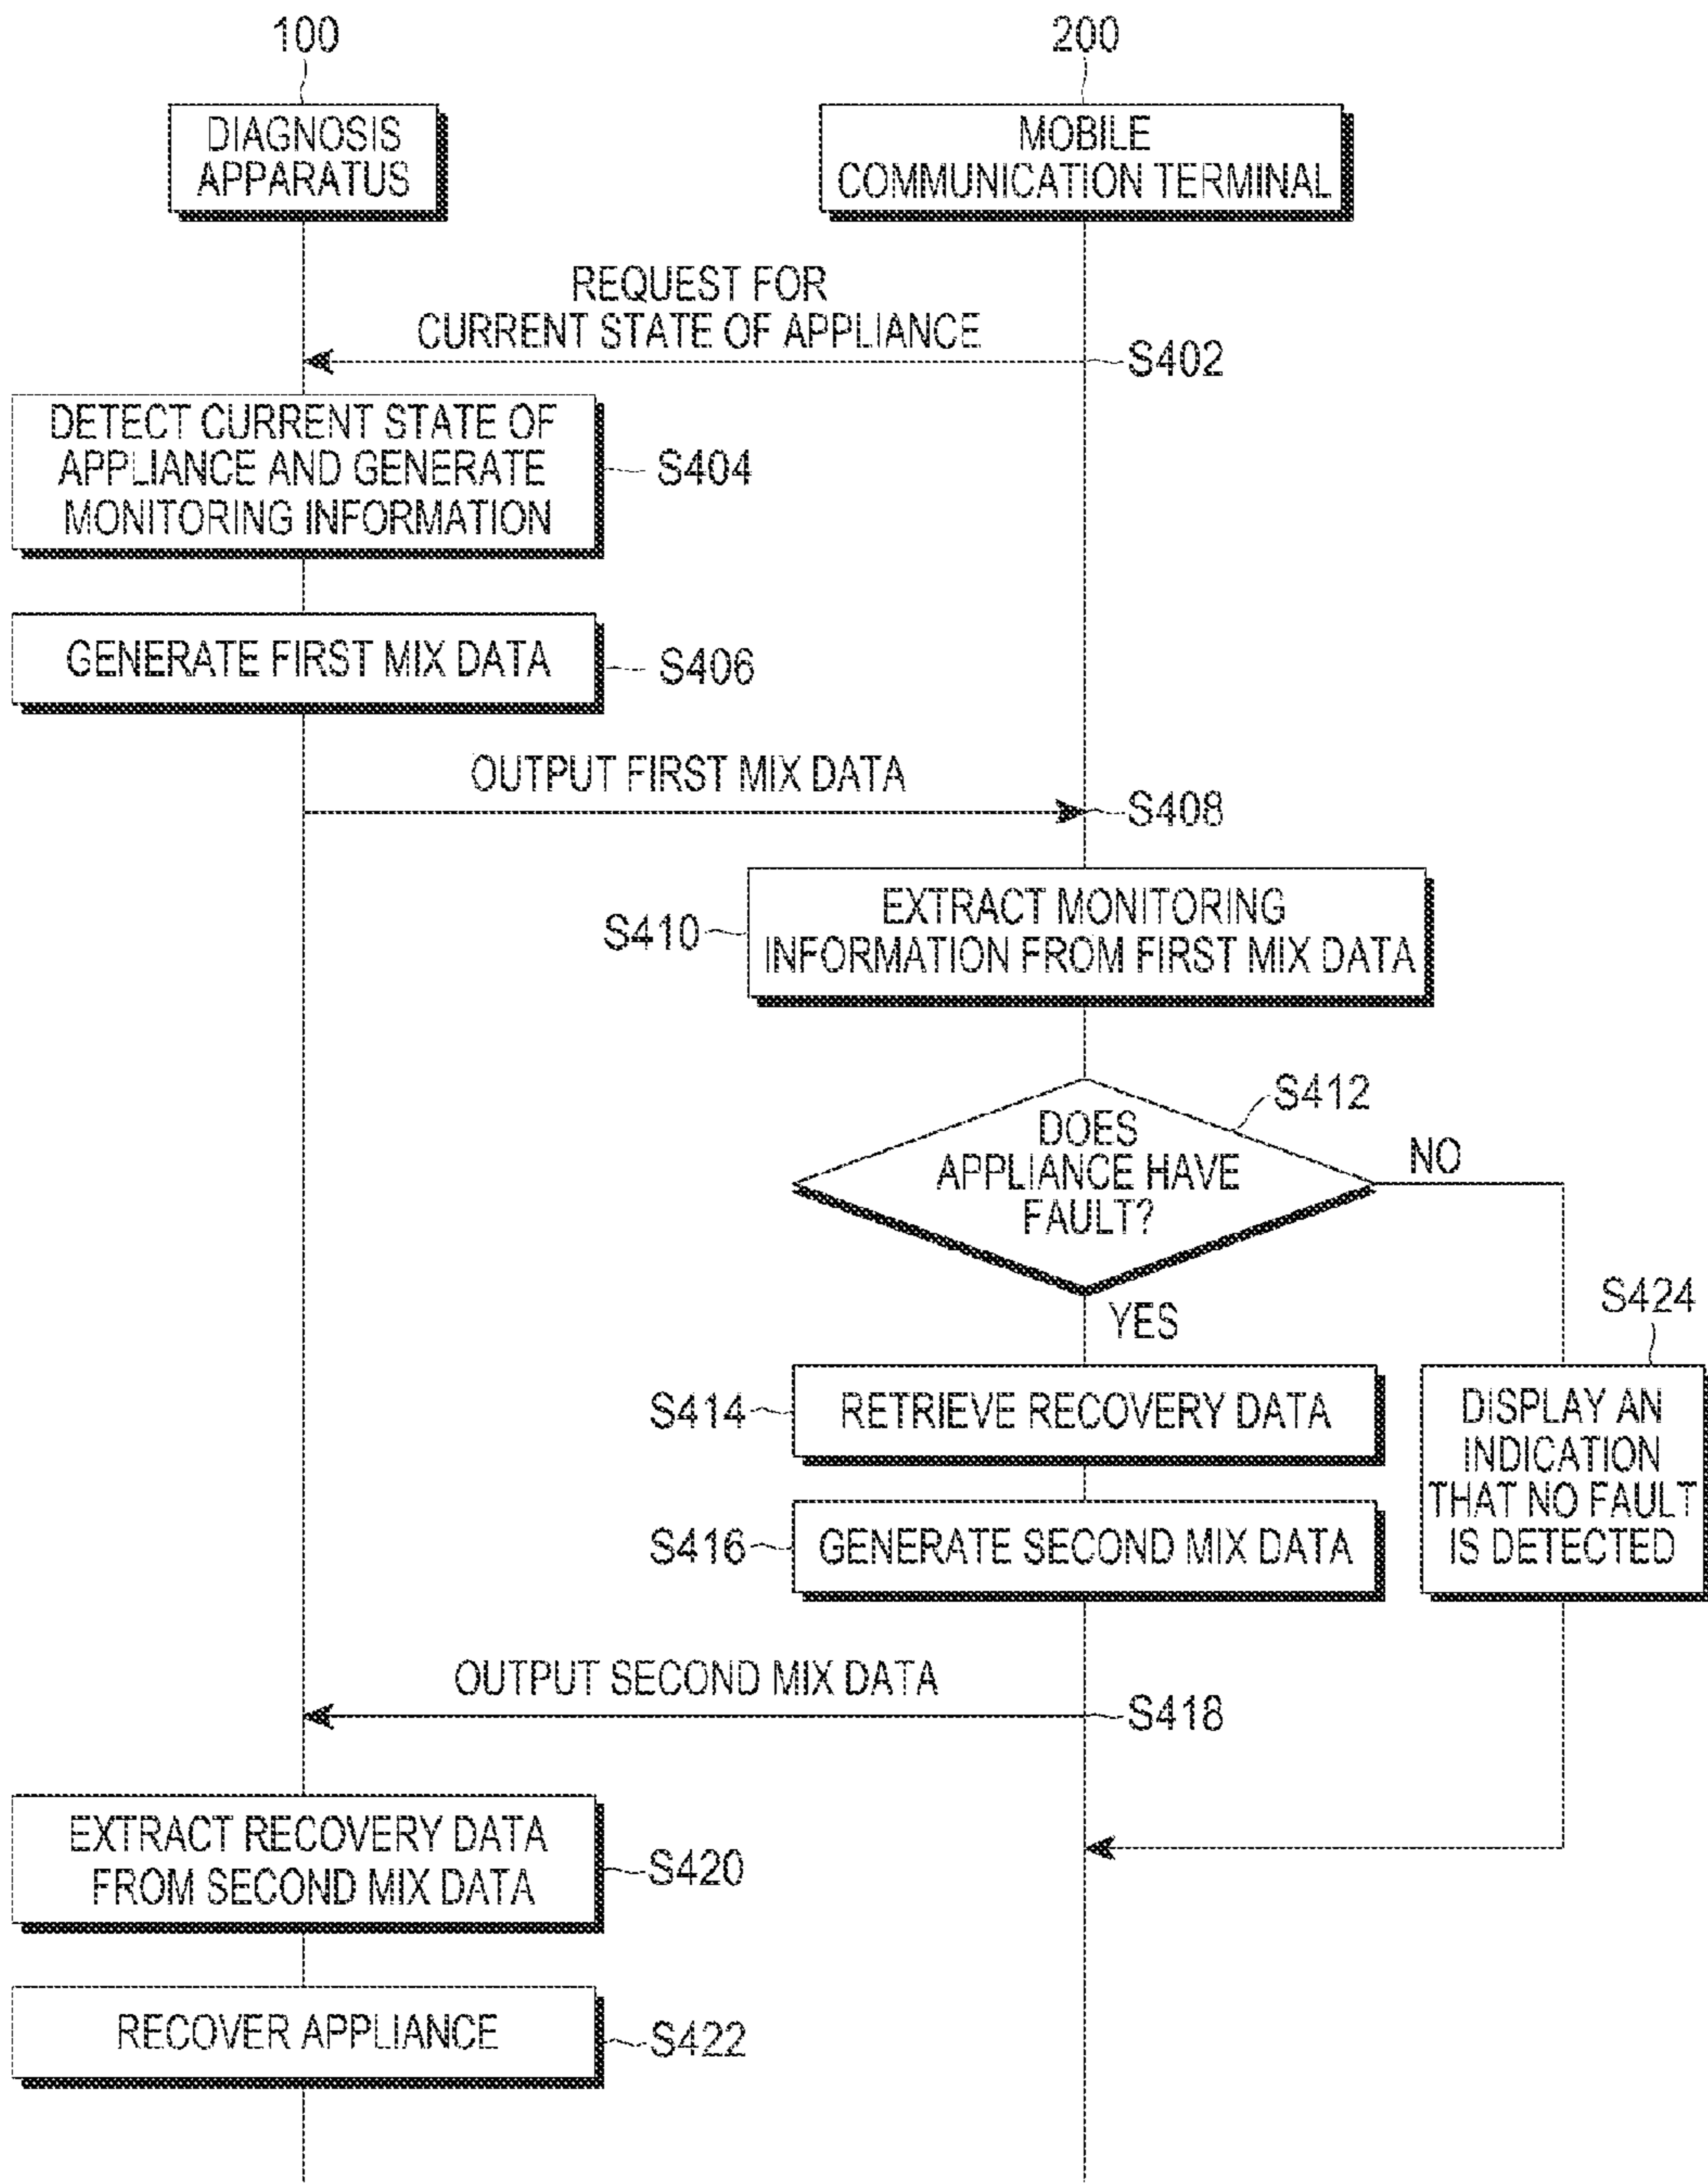 100
200
DIAGNOSIS
APPARATUS
MOBILE
COMMUNICATION TERMINAL
REQUEST FOR
CURRENT STATE OF APPLIANCE
S402
DETECT CURRENT STATE OF
APPLIANCE AND GENERATE
MONITORING INFORMATION
S404
GENERATE FIRST MIX DATA
S406
OUTPUT FIRST MIX DATA
S408
S410
EXTRACT MONITORING
INFORMATION FROM FIRST MIX DATA
S412
DOES
APPLIANCE HAVE
FAULT?
NO
YES
S424
S414
RETRIEVE RECOVERY DATA
DISPLAY AN
INDICATION
THAT NO FAULT
IS DETECTED
S416
GENERATE SECOND MIX DATA
OUTPUT SECOND MIX DATA
S418
EXTRACT RECOVERY DATA
FROM SECOND MIX DATA
S420
RECOVER APPLIANCE
S422